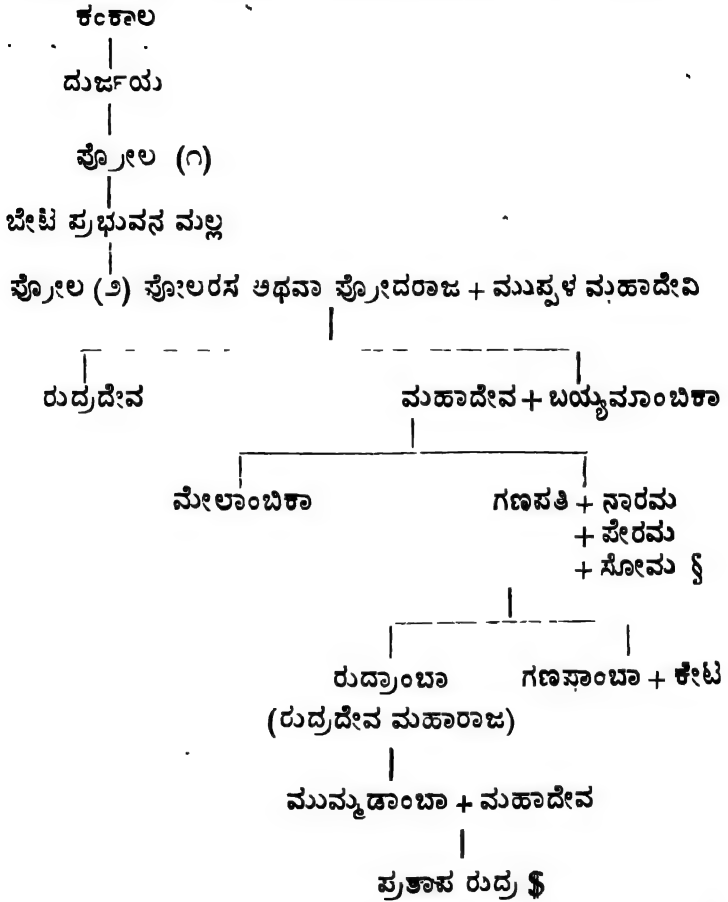 ಕಂಕಾಲ
ದುರ್ಜಯ
ಪ್ರೋಲ (೧)
ಬೇಟ ಪ್ರಭುವನ ಮಲ್ಲ
ಪ್ರೋಲ (೨) ಪೋಲರಸ ಅಥವಾ ಪ್ರೋದರಾಜ + ಮುಪ್ಪಳ ಮಹಾದೇವಿ
ರುದ್ರದೇವ ಮಹಾದೇವ + ಬಯ್ಯಮಾಂಬಿಕಾ
ಮೇಲಾಂಬಿಕಾ ಗಣಪತಿ + ನಾರಮ
+ ಪೇರಮ
+ ಸೋಮ §
ರುದ್ರಾಂಬಾ ಗಣಪಾಂಬಾ + ಕೇಟ
(ರುದ್ರದೇವ ಮಹಾರಾಜ)
ಮುಮ್ಮಡಾಂಬಾ + ಮಹಾದೇವ
ಪ್ರತಾಪ ರುದ್ರ $